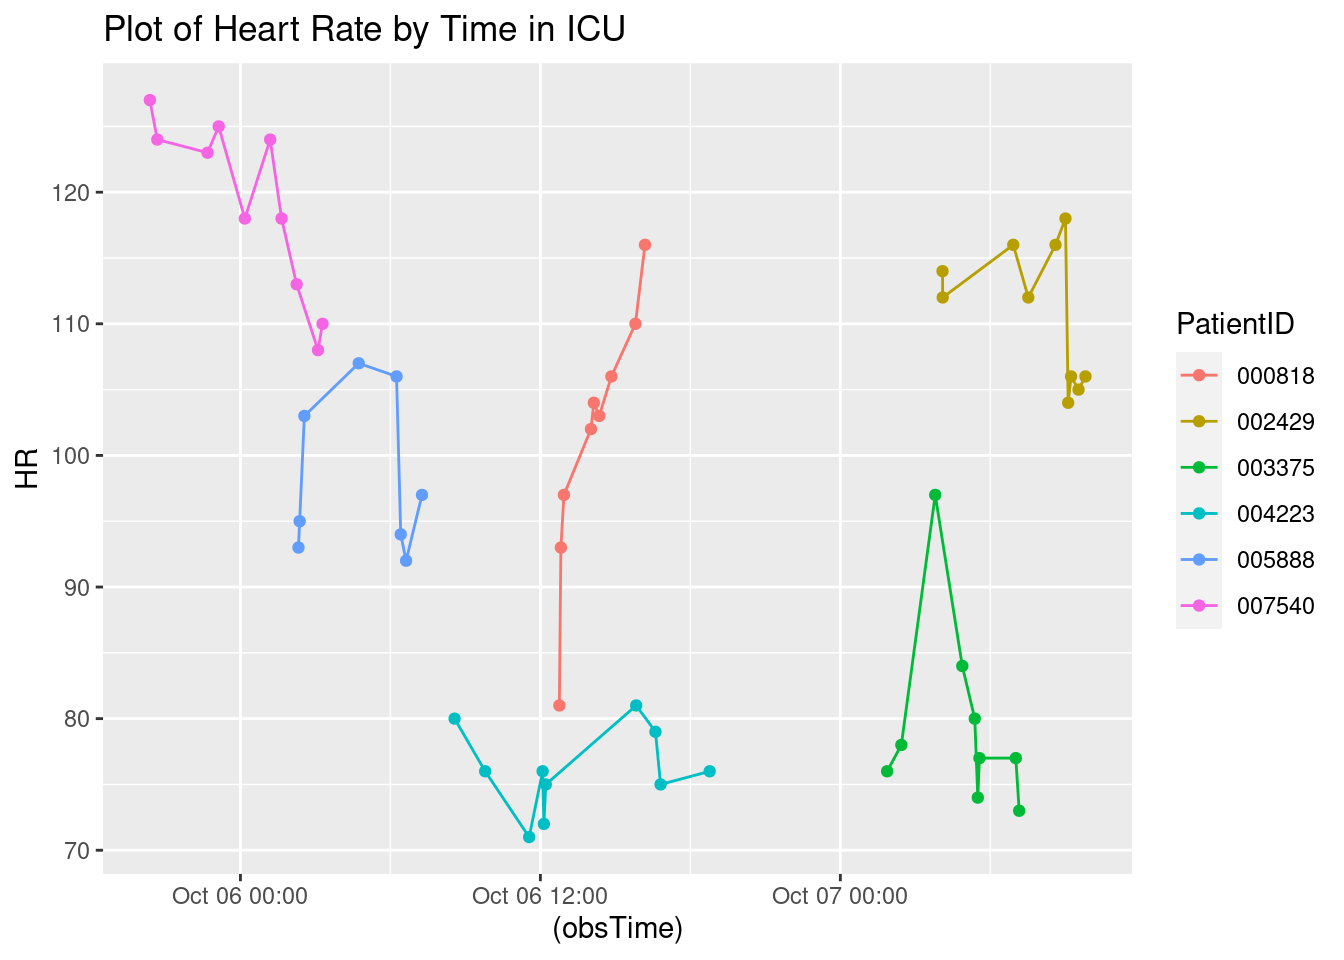 Plot of Heart Rate by Time in ICU
120
110
100
90
80
70
HR
Oct 06 00:00
Oct 06 12:00
Oct 07 00:00
(obsTime)
PatientID
000818
002429
003375
004223
005888
007540